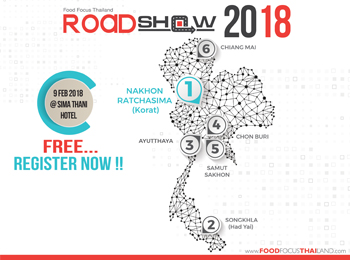 Food Focus Thailand
ROADSHOW 2018
6
CHIANG MAI
1
NAKHON
RATCHASIMA
(Korat)
9 FEB 2018
@ SIMA THANI
HOTEL
4
CHON BURI
AYUTTHAYA
3
5
SAMUT
SAKHON
FREE...
REGISTER NOW !!
2
SONGKHLA
(Had Yai)
www.FOODFOCUSTHAILAND.com